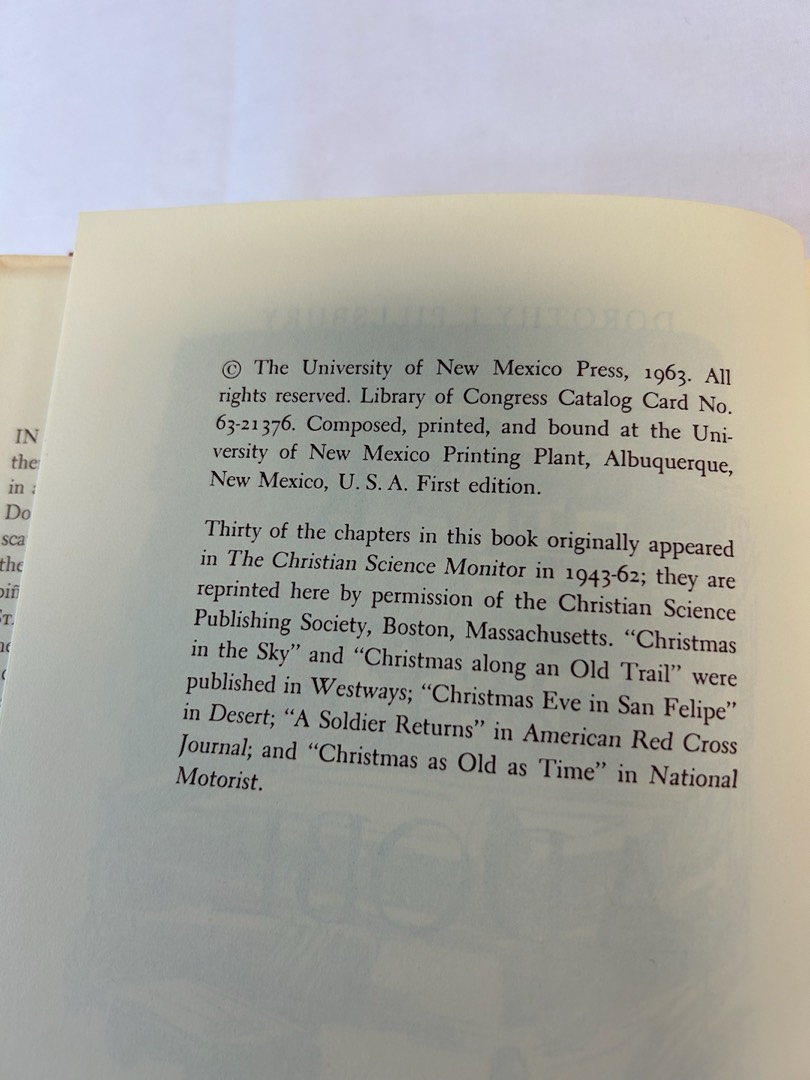 DOROTHY L. PILLSBURY
© The University of New Mexico Press, 1963. All
rights reserved. Library of Congress Catalog Card No.
63-21376. Composed, printed, and bound at the Uni-
versity of New Mexico Printing Plant, Albuquerque,
New Mexico, U. S. A. First edition.
Thirty of the chapters in this book originally appeared
in The Christian Science Monitor in 1943-62; they are
reprinted here by permission of the Christian Science
Publishing Society, Boston, Massachusetts. “Christmas
in the Sky” and “Christmas along an Old Trail” were
published in Westways; “Christmas Eve in San Felipe”
in Desert; “A Soldier Returns” in American Red Cross
Journal; and “Christmas as Old as Time” in National
Motorist.
ADOBE
IN
the
in
Do
sca
the
ST.